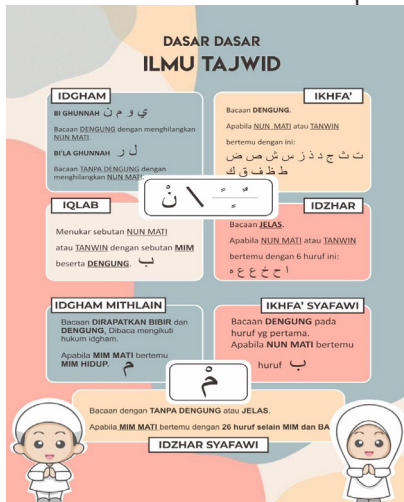 DASAR DASAR
ILMU TAJWID
IDGHAM
BI GHUNNAH ي و م ن
Bacaan DENGUNG dengan menghilangkan
NUN MATI.
BI'LA GHUNNAH ل ر
Bacaan TANPA DENGUNG dengan
menghilangkan NUN MATI.
IKHFA'
Bacaan DENGUNG.
Apabila NUN MATI atau TANWIN
bertemu dengan ini:
ت ث ج د ذ ز س ش ص ض
ط ظ ف ق ك
نْ \ ـًـٍـٌ
IQLAB
Menukar sebutan NUN MATI
atau TANWIN dengan sebutan MIM
beserta DENGUNG. ب
IDZHAR
Bacaan JELAS.
Apabila NUN MATI atau TANWIN
bertemu dengan 6 huruf ini:
ا ح خ ع غ ه
IDGHAM MITHLAIN
Bacaan DIRAPATKAN BIBIR dan
DENGUNG, Dibaca mengikuti
hukum idgham.
Apabila MIM MATI bertemu
MIM HIDUP. م
IKHFA' SYAFAWI
Bacaan DENGUNG pada
huruf yg pertama.
Apabila NUN MATI bertemu
huruf ب
مْ
Bacaan dengan TANPA DENGUNG atau JELAS.
Apabila MIM MATI bertemu dengan 26 huruf selain MIM dan BA
IDZHAR SYAFAWI